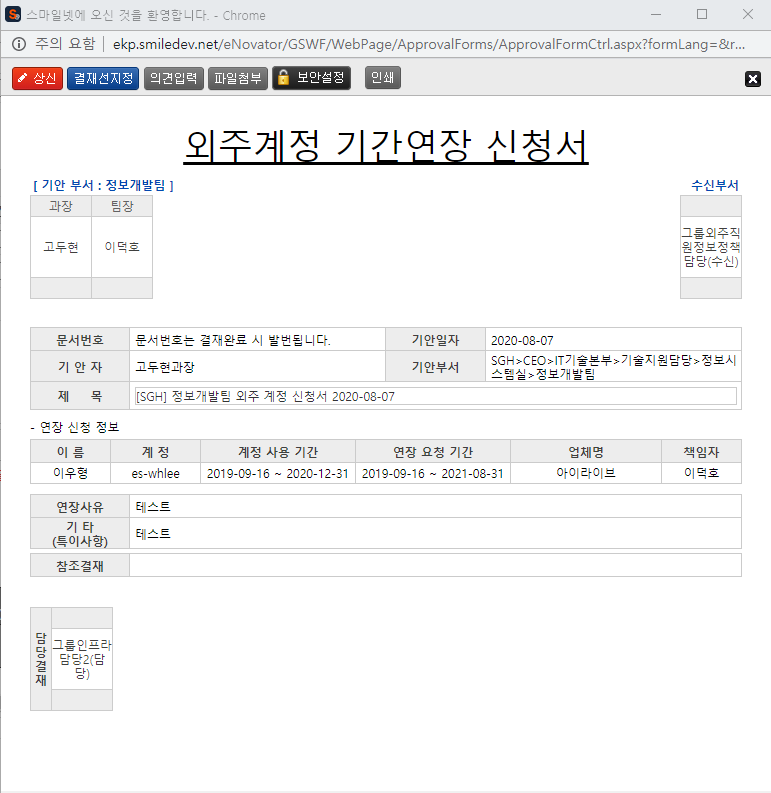 스마일넷에 오신 것을 환영합니다. - Chrome
주의 요함 | ekp.smiledev.net/eNovator/GSWF/WebPage/ApprovalForms/ApprovalFormCtrl.aspx?formLang=&r...
상신 결재선지정 의견입력 파일첨부 보안설정 인쇄
외주계정 기간연장 신청서
[ 기안 부서 : 정보개발팀 ] 수신부서
과장 팀장
고두현 이덕호
그룹외주직
원정보정책
담당(수신)
문서번호 문서번호는 결재완료 시 발번됩니다. 기안일자 2020-08-07
기 안 자 고두현과장 기안부서 SGH>CEO>IT기술본부>기술지원담당>정보시
스템실>정보개발팀
제 목 [SGH] 정보개발팀 외주 계정 신청서 2020-08-07
- 연장 신청 정보
이 름 계 정 계정 사용 기간 연장 요청 기간 업체명 책임자
이우형 es-whlee 2019-09-16 ~ 2020-12-31 2019-09-16 ~ 2021-08-31 아이라이브 이덕호
연장사유 테스트
기 타
(특이사항) 테스트
참조결재
담당결재
그룹인프라
담당2(담
당)